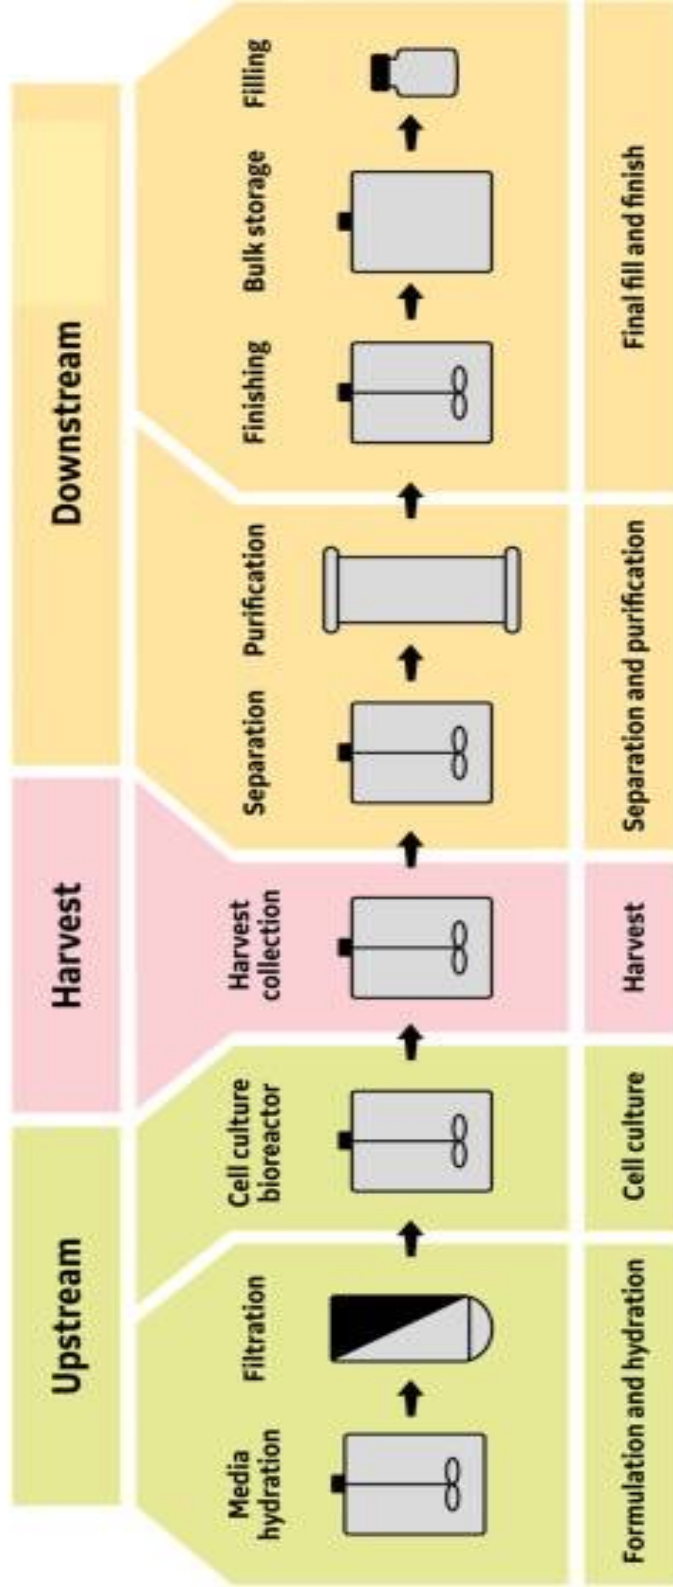 Upstream
Harvest
Downstream
Media
hydration
Filtration
Cell culture
bioreactor
Harvest
collection
Separation
Purification
Finishing
Bulk storage
Filling
Formulation and hydration
Cell culture
Harvest
Separation and purification
Final fill and finish